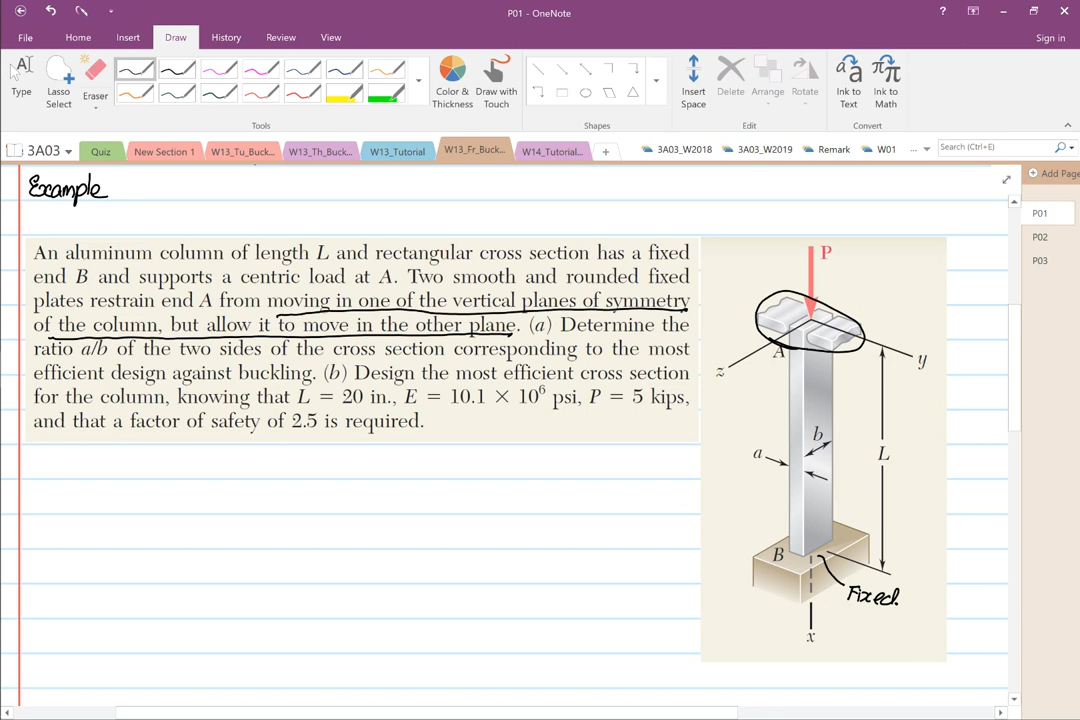 P01 - OneNote
?
File Home Insert Draw History Review View Sign in
Type
Lasso Select
Eraser
Color & Thickness
Draw with Touch
Insert Space
Delete
Arrange
Rotate
Ink to Text
Ink to Math
Tools Shapes Edit Convert
3A03 Quiz New Section 1 W13_Tu_Buck... W13_Th_Buck... W13_Tutorial W13_Fr_Buck... W14_Tutorial... + 3A03_W2018 3A03_W2019 Remark W01 ... Search (Ctrl+E)
Add Page
P01
P02
P03
Example
An aluminum column of length L and rectangular cross section has a fixed
end B and supports a centric load at A. Two smooth and rounded fixed
plates restrain end A from moving in one of the vertical planes of symmetry
of the column, but allow it to move in the other plane. (a) Determine the
ratio a/b of the two sides of the cross section corresponding to the most
efficient design against buckling. (b) Design the most efficient cross section
for the column, knowing that L = 20 in., E = 10.1 × 10⁶ psi, P = 5 kips,
and that a factor of safety of 2.5 is required.
P
A
z
y
b
a
L
B
Fixed.
x